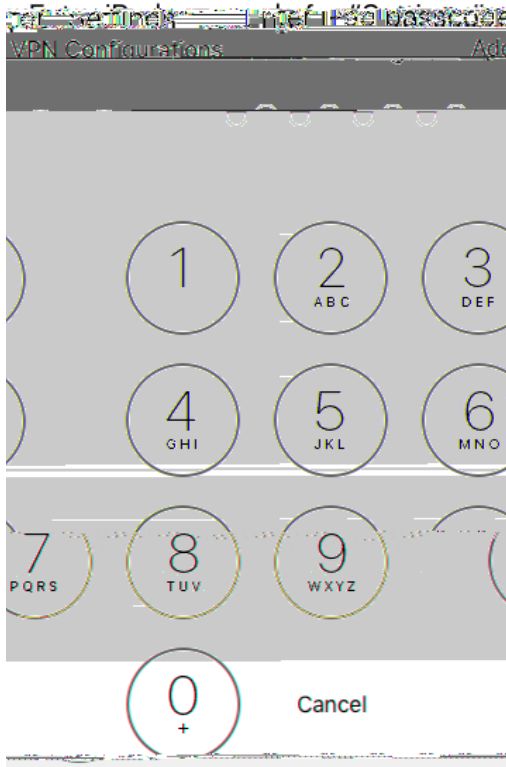 VPN Configurations
1 2 3
ABC DEF
4 5 6
GHI JKL MNO
7 8 9
PQRS TUV WXYZ
0 Cancel
+